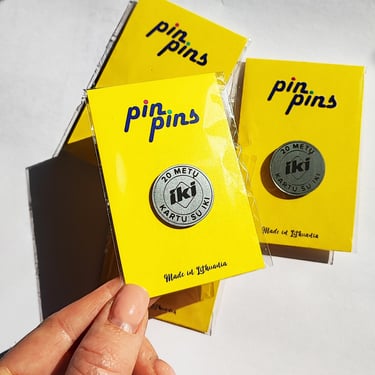 pin
pins
pin
pins
20 METŲ
iki
KARTU SU IKI
Made in Lithuania
pin
pins
20 METŲ
iki
KARTU SU IKI
Made in Lithuania